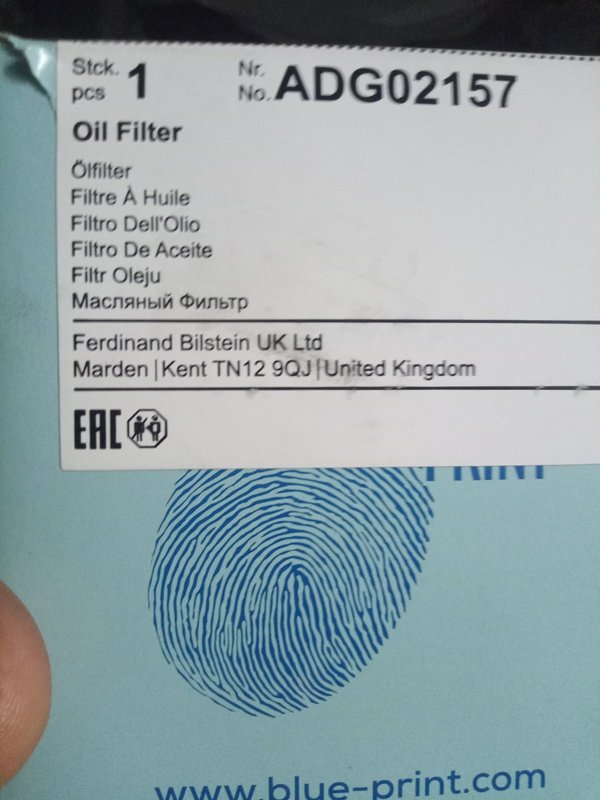 Stck. 1 Nr. ADG02157
pcs No.
Oil Filter
Ölfilter
Filtre À Huile
Filtro Dell'Olio
Filtro De Aceite
Filtr Oleju
Масляный Фильтр
Ferdinand Bilstein UK Ltd
Marden | Kent TN12 9QJ | United Kingdom
EAC
PRINT
www.blue-print.com